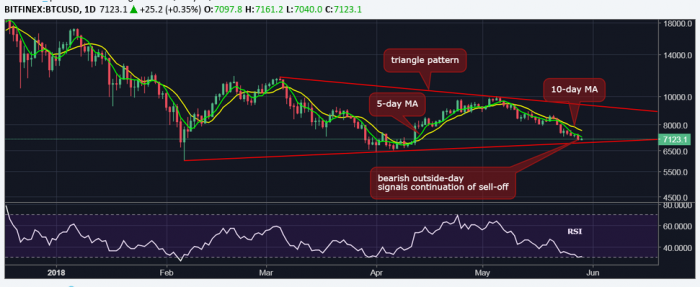 BITFINEX:BTCUSD, 1D 7123.1 ▲ +25.2 (+0.35%) O:7097.8 H:7161.2 L:7040.0 C:7123.1
18000.0
triangle pattern
14000.0
10-day MA
10000.0
5-day MA
8000.0
7123.1
6500.0
bearish outside-day
signals continuation of sell-off
5500.0
4500.0
80.0000
RSI
60.0000
40.0000
2018 Feb Mar Apr May Jun